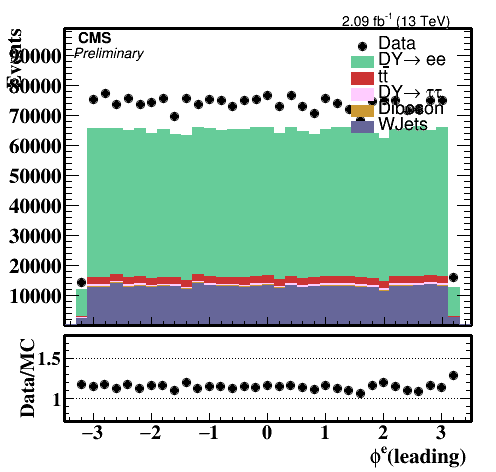 2.09 fb⁻¹ (13 TeV)
CMS
Preliminary
Events
90000
80000
70000
60000
50000
40000
30000
20000
10000
Data
DY→ ee
tt̄
DY→ ττ
Diboson
WJets
Data/MC
1.5
1
−3 −2 −1 0 1 2 3
ϕᵉ(leading)